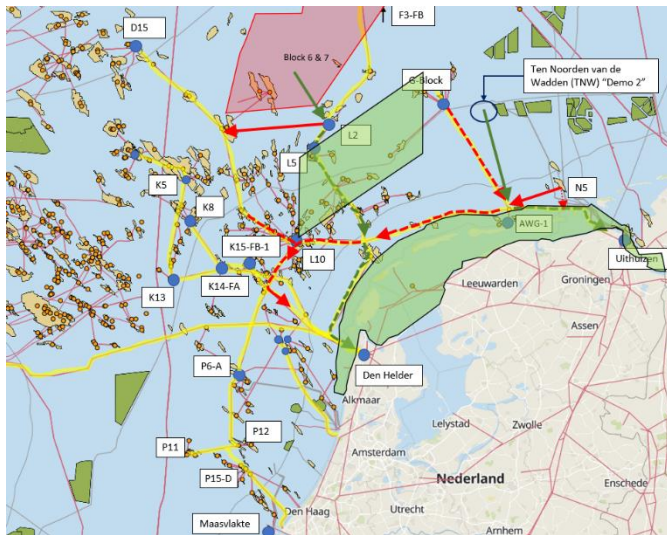 F3-FB
D15
Block 6 & 7
G-Block
Ten Noorden van de
Wadden (TNW) "Demo 2"
L2
L5
K5
N5
K8
AWG-1
K15-FB-1
L10
Uithuizen
K14-FA
K13
Leeuwarden
Groningen
Assen
P6-A
Den Helder
Alkmaar
Lelystad
Zwolle
P12
P11
Amsterdam
P15-D
Nederland
Enschede
Den Haag
Utrecht
Maasvlakte
Arnhem